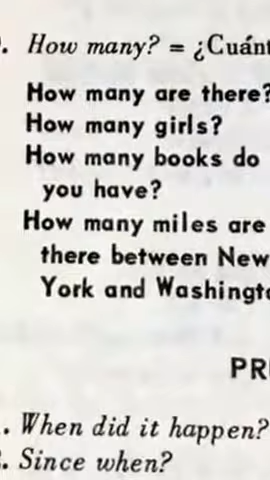 . How many? = ¿Cuánt
How many are there?
How many girls?
How many books do
you have?
How many miles are
there between New
York and Washingt
PR
. When did it happen?
. Since when?